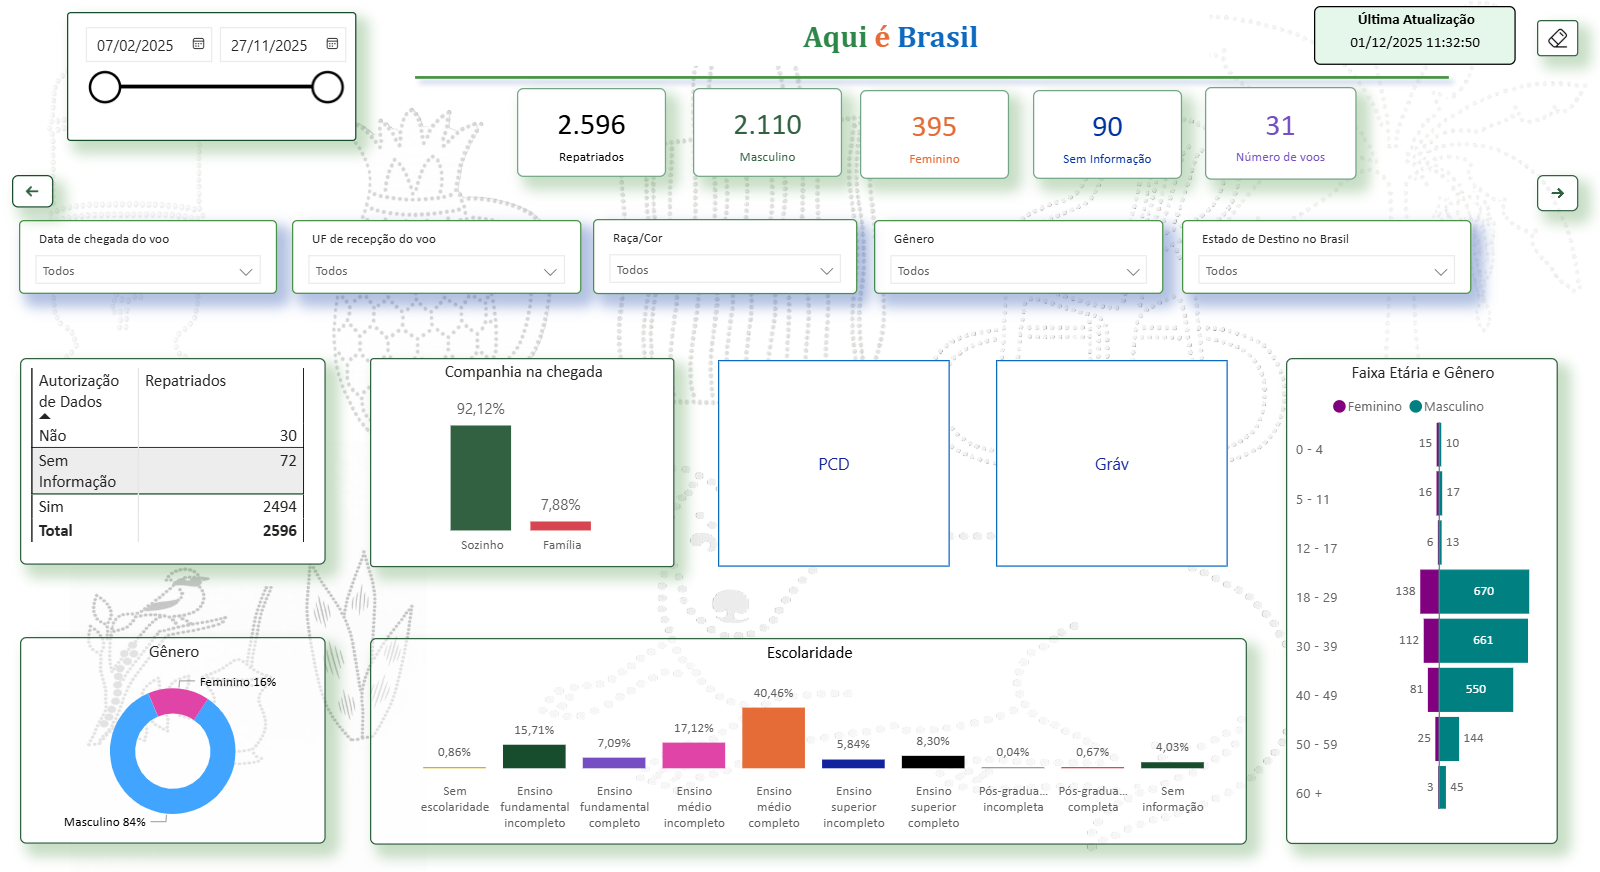 07/02/2025
27/11/2025
Aqui é Brasil
Última Atualização
01/12/2025 11:32:50
2.596
Repatriados
2.110
Masculino
395
Feminino
90
Sem Informação
31
Número de voos
Data de chegada do voo
Todos
UF de recepção do voo
Todos
Raça/Cor
Todos
Gênero
Todos
Estado de Destino no Brasil
Todos
Autorização
de Dados
Repatriados
Não 30
Sem
Informação
72
Sim 2494
Total 2596
Companhia na chegada
92,12%
7,88%
Sozinho
Família
PCD
Gráv
Faixa Etária e Gênero
Feminino Masculino
0 - 4 15 10
5 - 11 16 17
12 - 17 6 13
18 - 29 138 670
30 - 39 112 661
40 - 49 81 550
50 - 59 25 144
60 + 3 45
Gênero
Feminino 16%
Masculino 84%
Escolaridade
0,86%
15,71%
7,09%
17,12%
40,46%
5,84%
8,30%
0,04%
0,67%
4,03%
Sem
escolaridade
Ensino
fundamental
incompleto
Ensino
fundamental
completo
Ensino
médio
incompleto
Ensino
médio
completo
Ensino
superior
incompleto
Ensino
superior
completo
Pós-gradua...
incompleta
Pós-gradua...
completa
Sem
informação